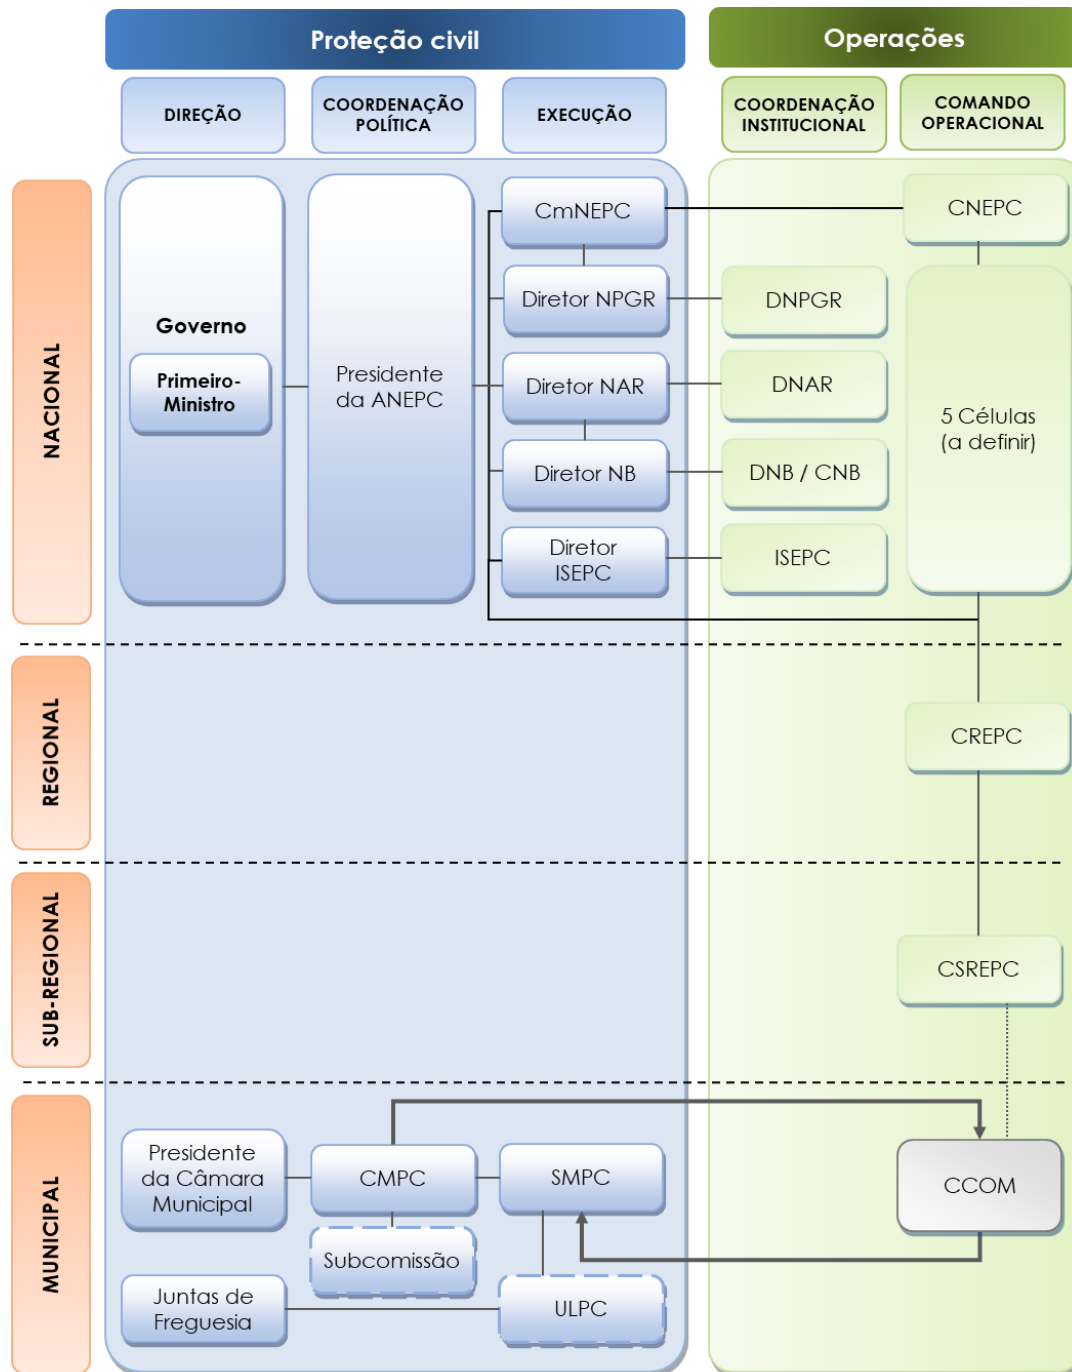 Proteção civil
Operações
DIREÇÃO
COORDENAÇÃO
POLÍTICA
EXECUÇÃO
COORDENAÇÃO
INSTITUCIONAL
COMANDO
OPERACIONAL
NACIONAL
Governo
Primeiro-
Ministro
Presidente
da ANEPC
CmNEPC
CNEPC
Diretor NPGR
DNPGR
Diretor NAR
DNAR
5 Células
(a definir)
Diretor NB
DNB / CNB
Diretor
ISEPC
ISEPC
REGIONAL
CREPC
SUB-REGIONAL
CSREPC
MUNICIPAL
Presidente
da Câmara
Municipal
CMPC
SMPC
CCOM
Subcomissão
Juntas de
Freguesia
ULPC